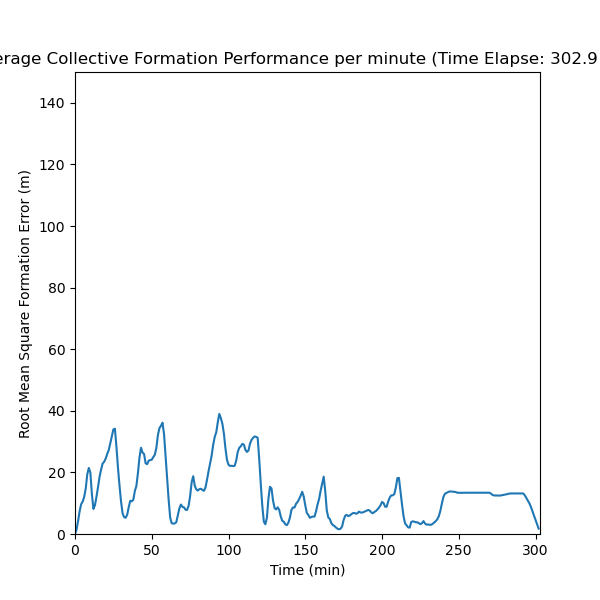 erage Collective Formation Performance per minute (Time Elapse: 302.9
140
120
100
80
60
40
20
0
Root Mean Square Formation Error (m)
0 50 100 150 200 250 300
Time (min)